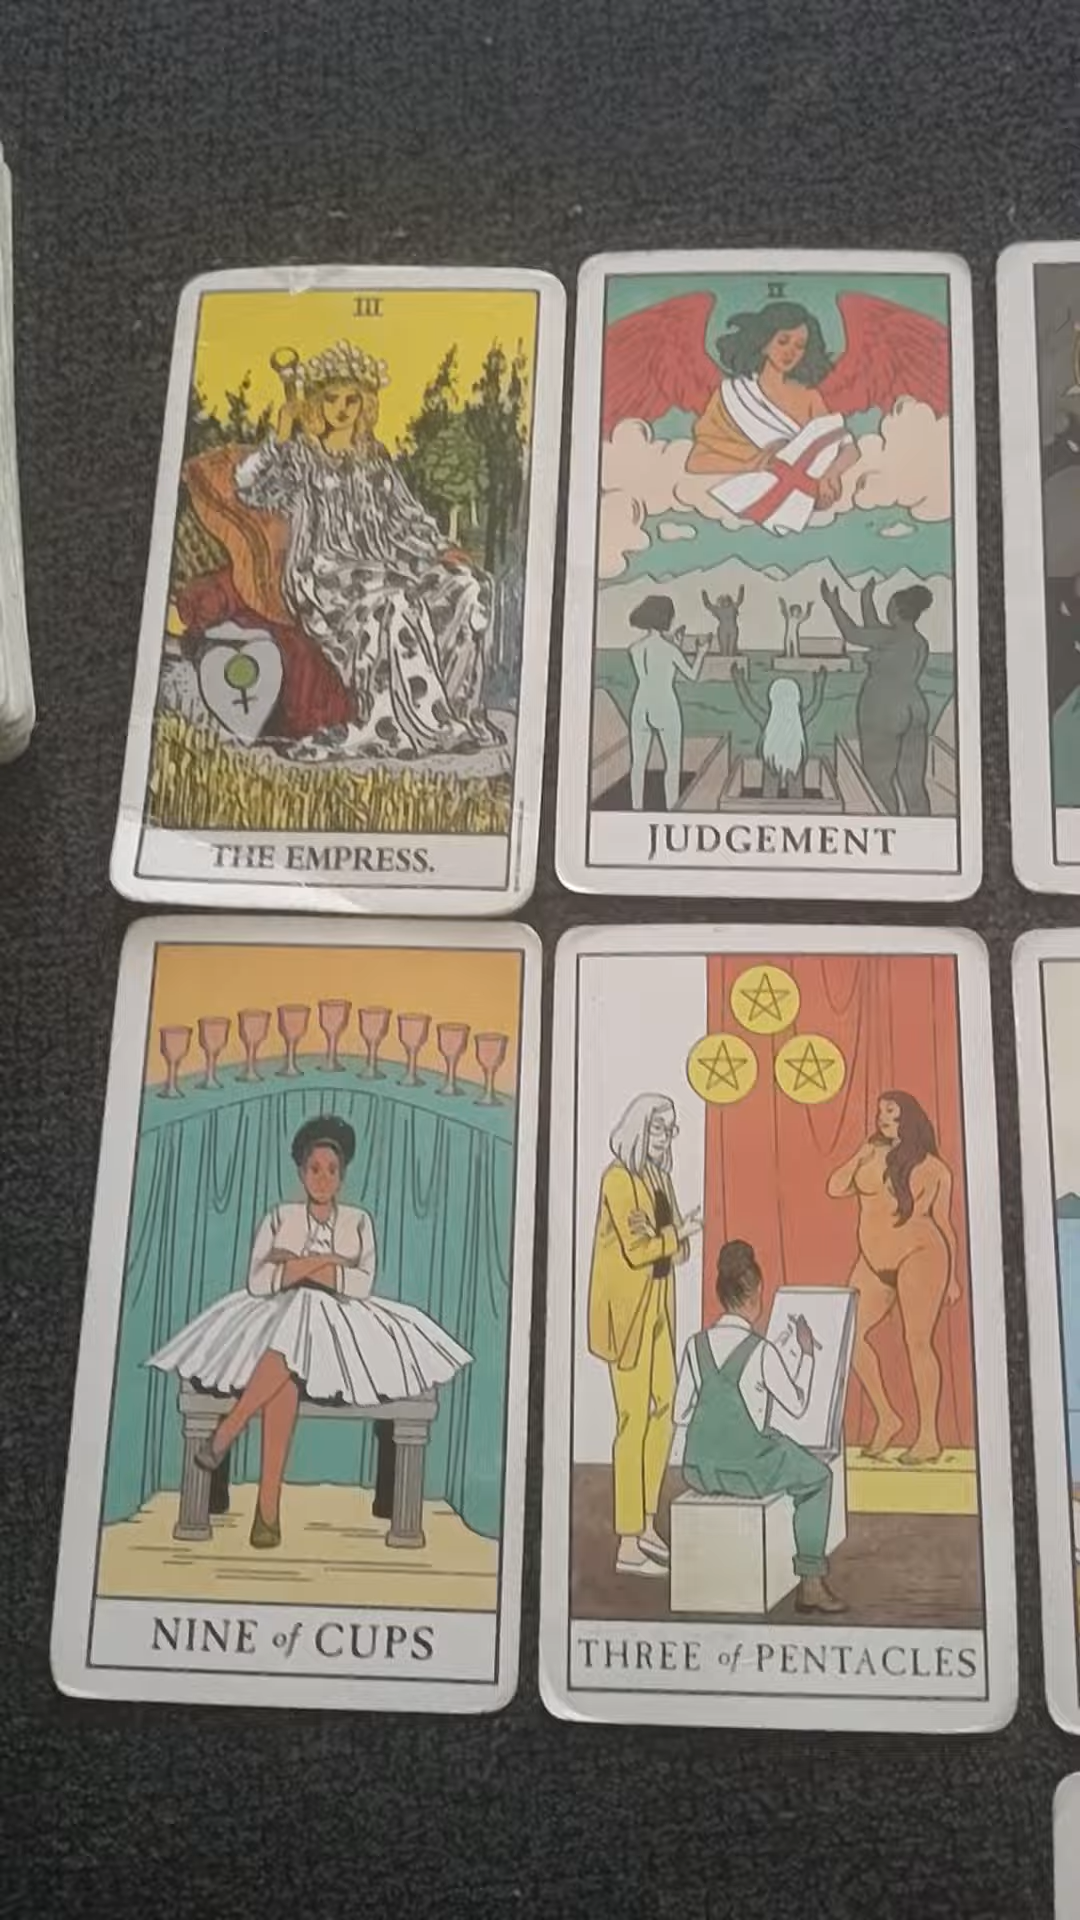 III
THE EMPRESS.
JUDGEMENT
NINE of CUPS
THREE of PENTACLES